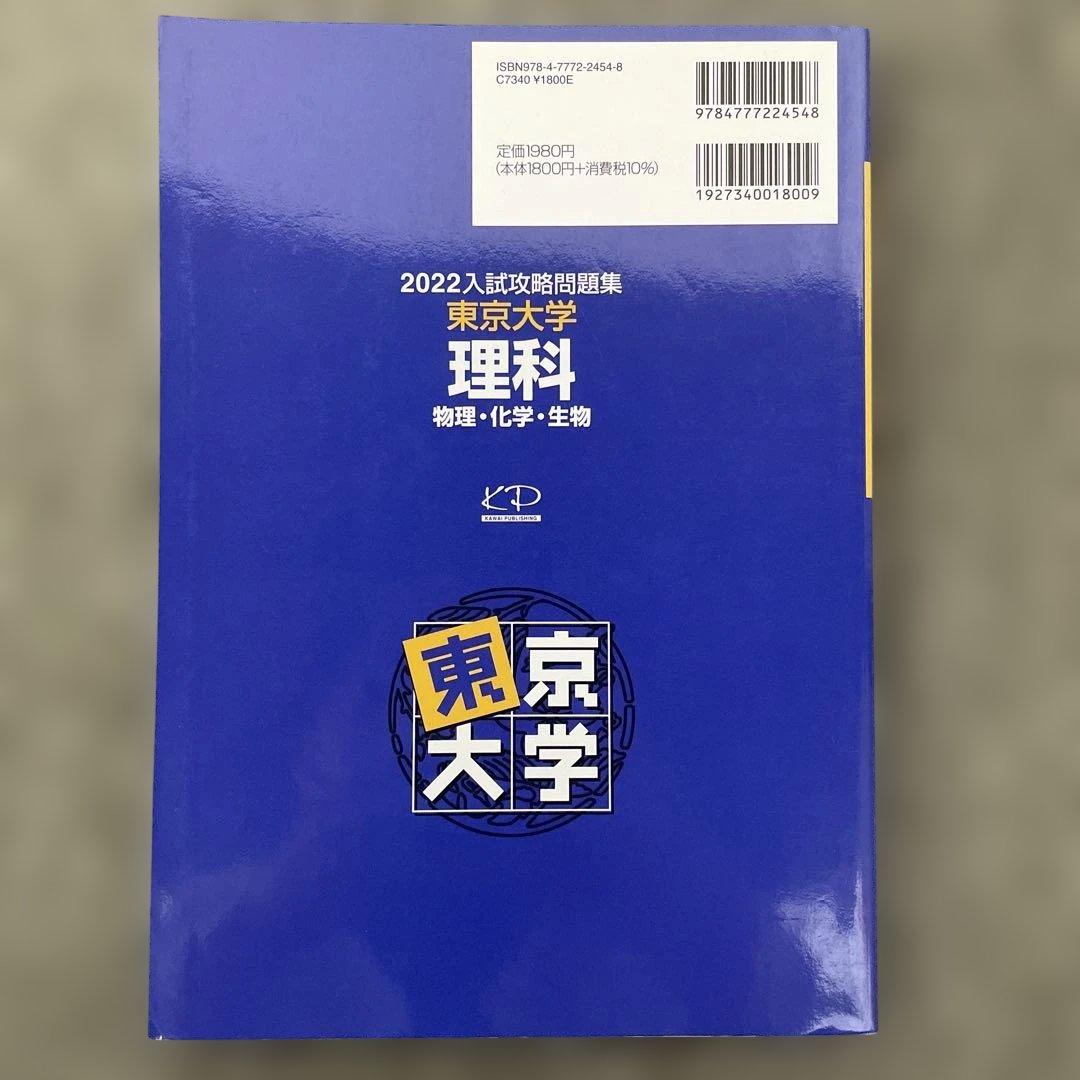 ISBN978-4-7772-2454-8
C7340 ¥1800E
9784777224548
定価1980円
(本体1800円+消費税10%)
1927340018009
2022入試攻略問題集
東京大学
理科
物理・化学・生物
KP
KAWAI PUBLISHING
東京
大学